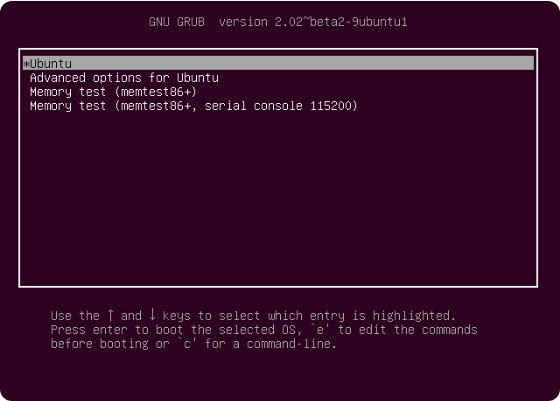 GNU GRUB  version 2.02~beta2-9ubuntu1
*Ubuntu
Advanced options for Ubuntu
Memory test (memtest86+)
Memory test (memtest86+, serial console 115200)
Use the ↑ and ↓ keys to select which entry is highlighted.
Press enter to boot the selected OS, `e' to edit the commands
before booting or `c' for a command-line.